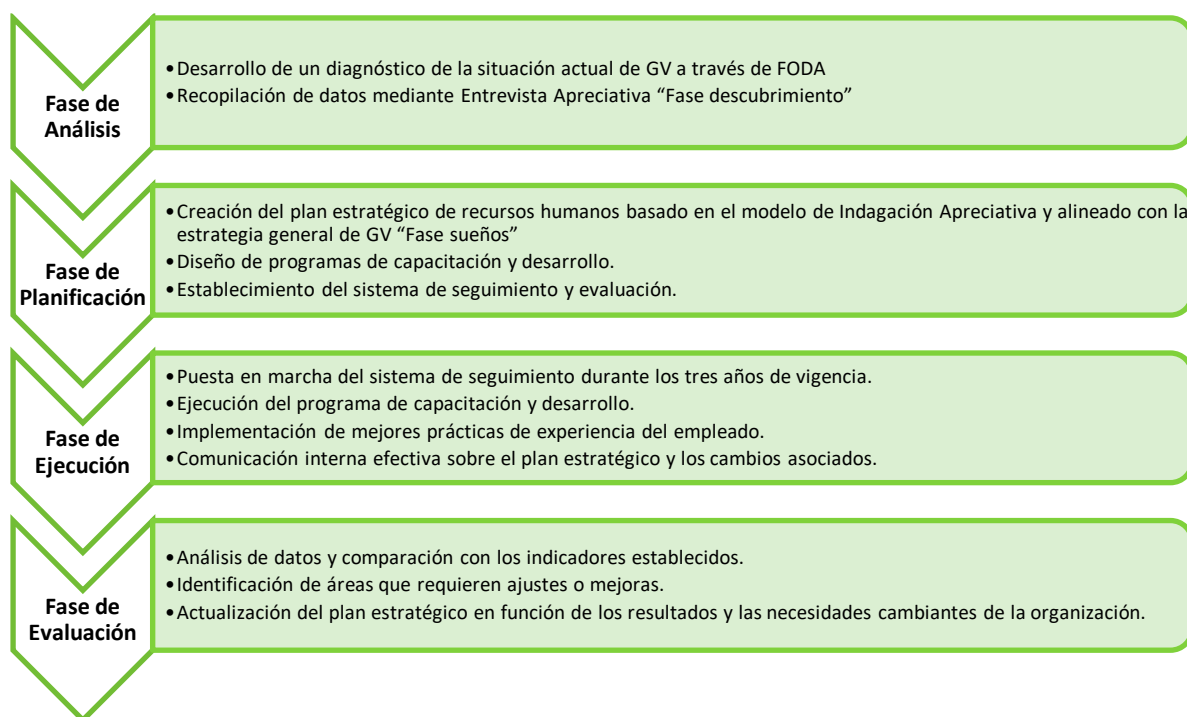 Fase de
Análisis
•Desarrollo de un diagnóstico de la situación actual de GV a través de FODA
•Recopilación de datos mediante Entrevista Apreciativa “Fase descubrimiento”
Fase de
Planificación
•Creación del plan estratégico de recursos humanos basado en el modelo de Indagación Apreciativa y alineado con la
estrategia general de GV “Fase sueños”
•Diseño de programas de capacitación y desarrollo.
•Establecimiento del sistema de seguimiento y evaluación.
Fase de
Ejecución
•Puesta en marcha del sistema de seguimiento durante los tres años de vigencia.
•Ejecución del programa de capacitación y desarrollo.
•Implementación de mejores prácticas de experiencia del empleado.
•Comunicación interna efectiva sobre el plan estratégico y los cambios asociados.
Fase de
Evaluación
•Análisis de datos y comparación con los indicadores establecidos.
•Identificación de áreas que requieren ajustes o mejoras.
•Actualización del plan estratégico en función de los resultados y las necesidades cambiantes de la organización.